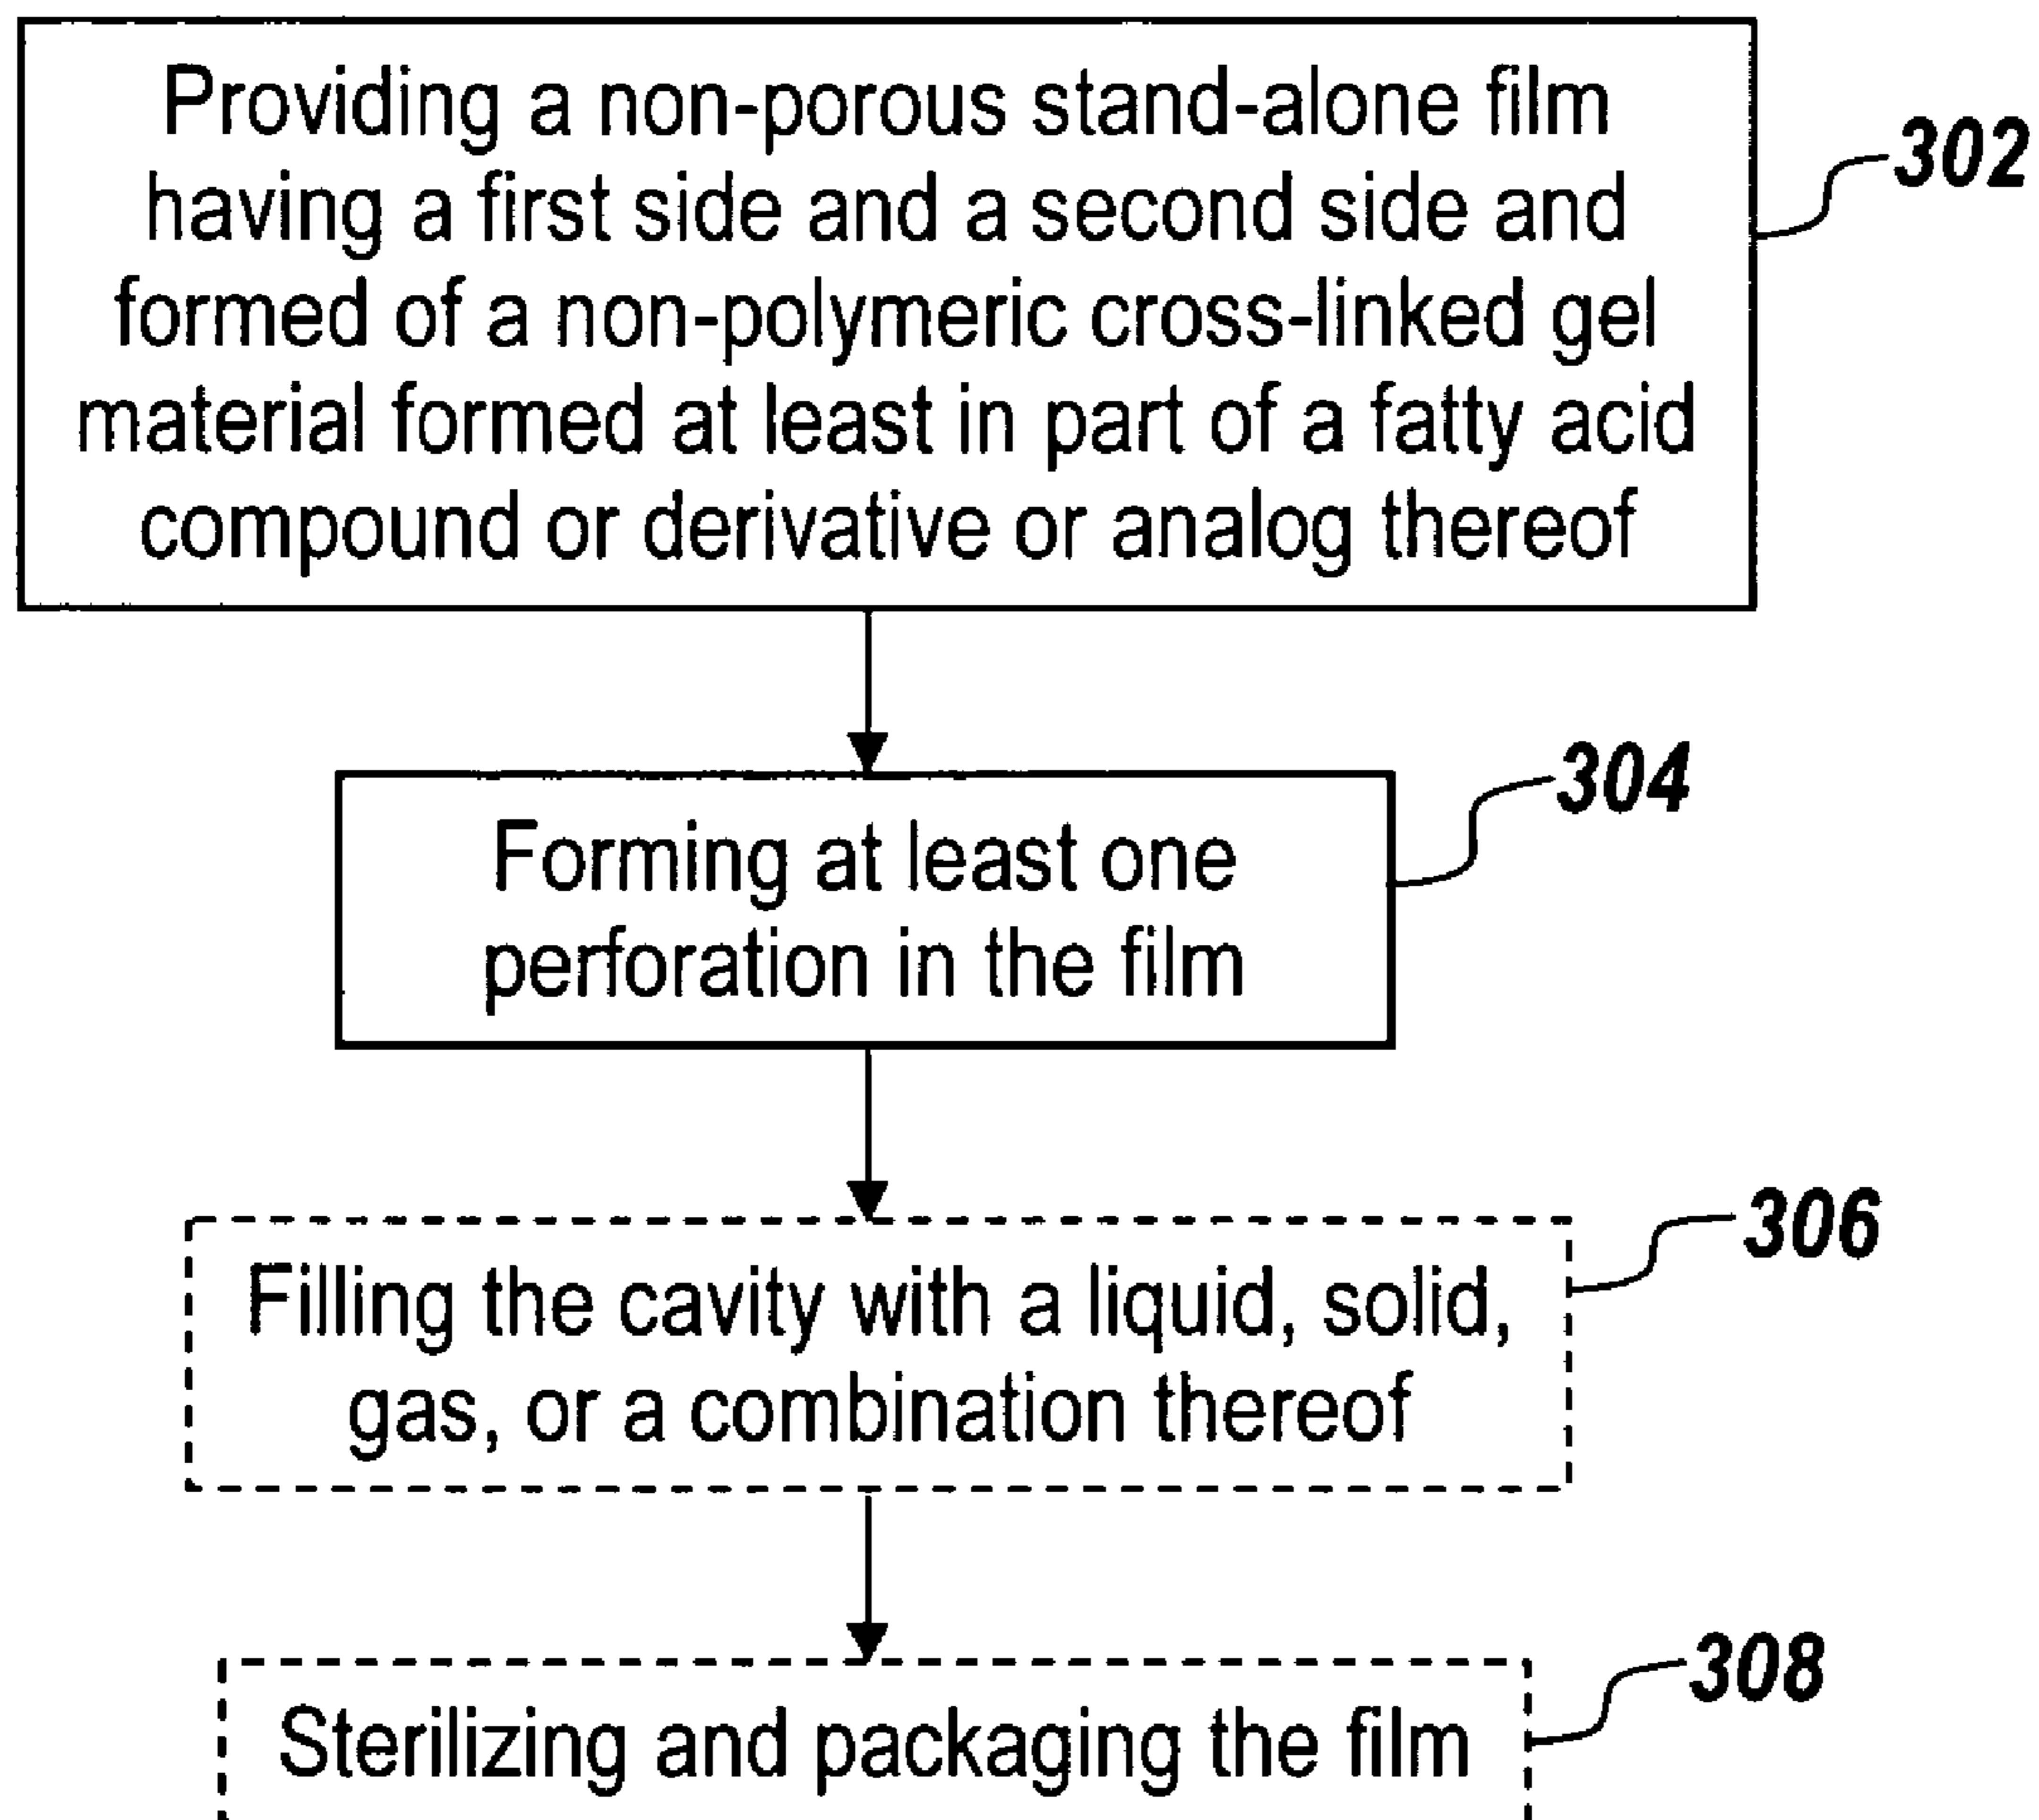 Providing a non-porous stand-alone film
having a first side and a second side and
formed of a non-polymeric cross-linked gel
material formed at least in part of a fatty acid
compound or derivative or analog thereof
302
Forming at least one
perforation in the film
304
Filling the cavity with a liquid, solid,
gas, or a combination thereof
306
Sterilizing and packaging the film
308